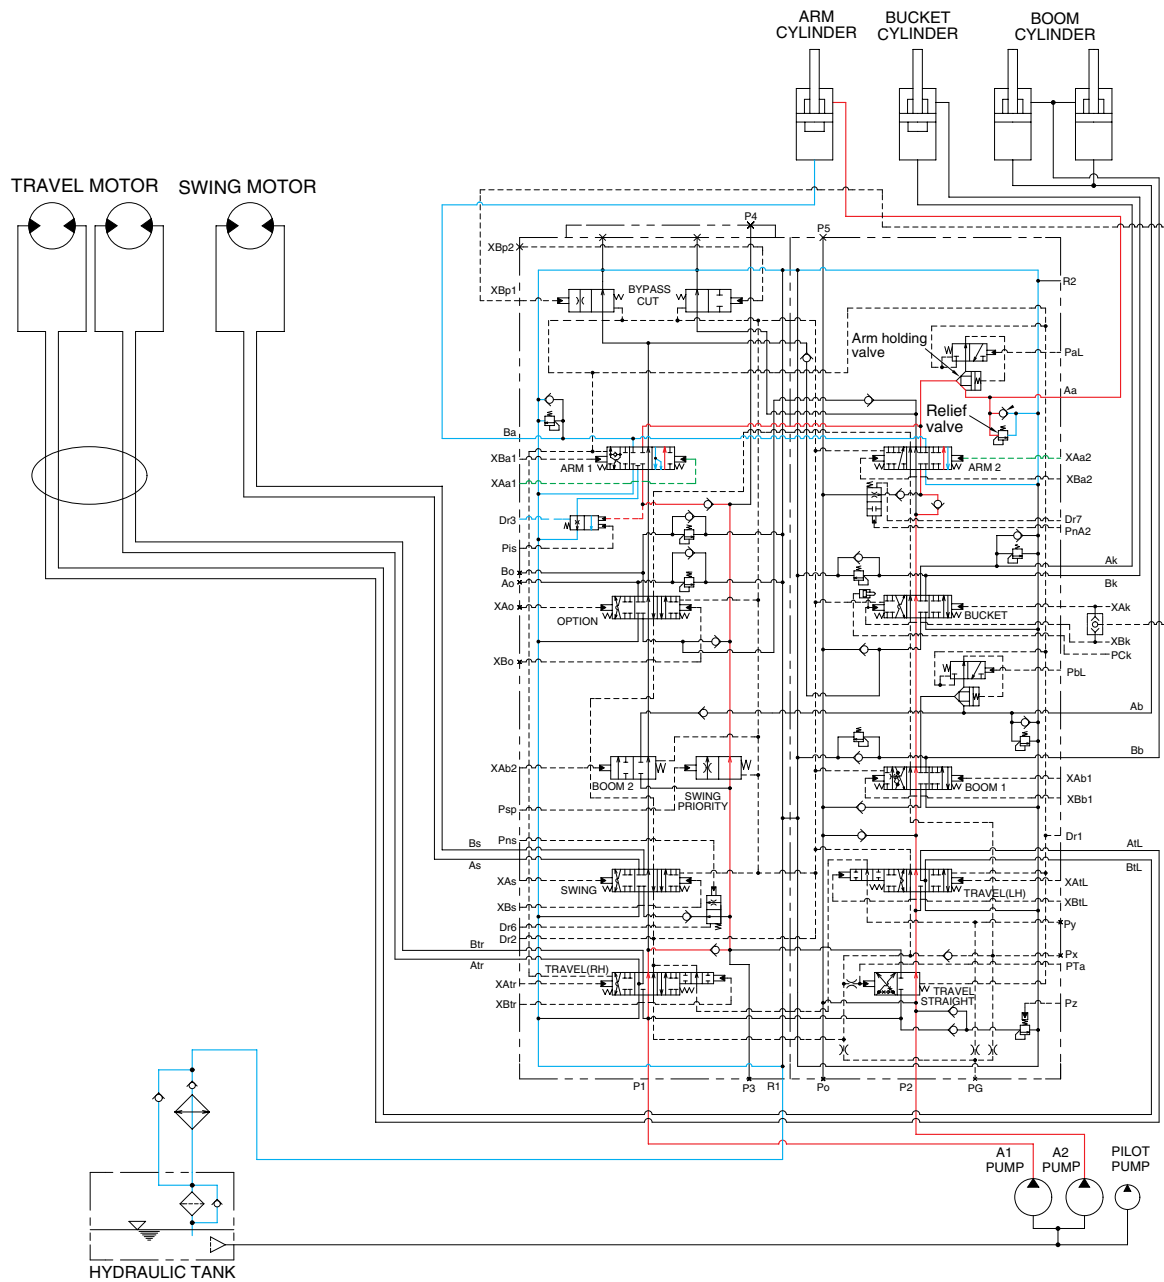 ARM
CYLINDER
BUCKET
CYLINDER
BOOM
CYLINDER
TRAVEL MOTOR
SWING MOTOR
P4
P5
XBp2
XBp1
BYPASS
CUT
R2
Arm holding
valve
PaL
Aa
Relief
valve
Ba
XBa1
ARM 1
XAa1
ARM 2
XAa2
XBa2
Dr3
Dr7
PnA2
Pis
Bo
Ao
Ak
Bk
XAo
OPTION
BUCKET
XAk
XBk
PCk
XBo
PbL
Ab
Bb
XAb2
BOOM 2
SWING
PRIORITY
BOOM 1
XAb1
XBb1
Psp
Pns
Dr1
Bs
As
AtL
BtL
XAs
SWING
XBs
TRAVEL(LH)
XAtL
XBtL
Dr6
Dr2
Py
Btr
Atr
Px
PTa
TRAVEL(RH)
XAtr
XBtr
TRAVEL
STRAIGHT
Pz
P1
P3
R1
Po
P2
PG
A1
PUMP
A2
PUMP
PILOT
PUMP
HYDRAULIC TANK